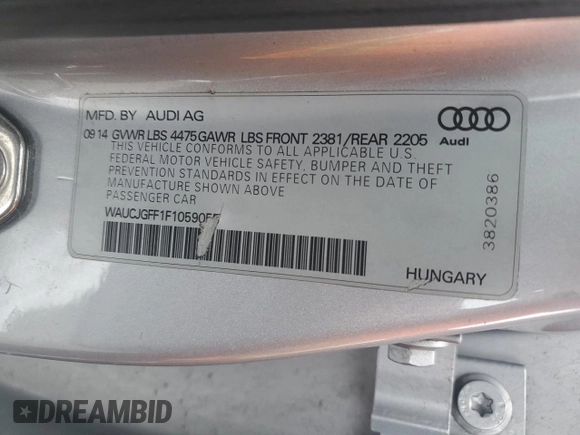 MFD. BY AUDI AG
09 14 GVWR LBS 4475 GAWR LBS FRONT 2381/REAR 2205
Audi
THIS VEHICLE CONFORMS TO ALL APPLICABLE U.S.
FEDERAL MOTOR VEHICLE SAFETY, BUMPER AND THEFT
PREVENTION STANDARDS IN EFFECT ON THE DATE OF
MANUFACTURE SHOWN ABOVE
PASSENGER CAR
3820386
HUNGARY
DREAMBID